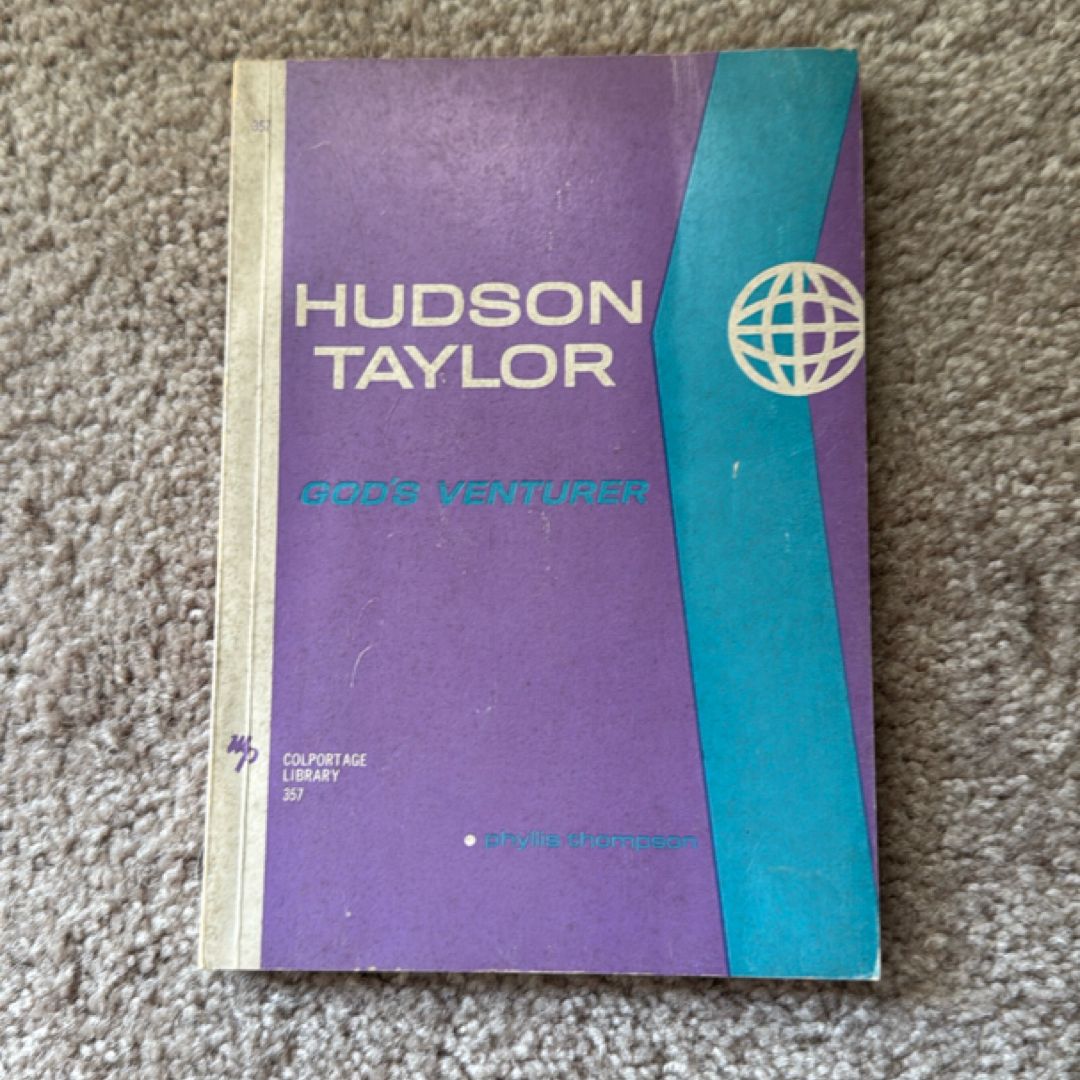 357
HUDSON
TAYLOR
GOD'S VENTURER
COLPORTAGE
LIBRARY
357
phyllis thompson